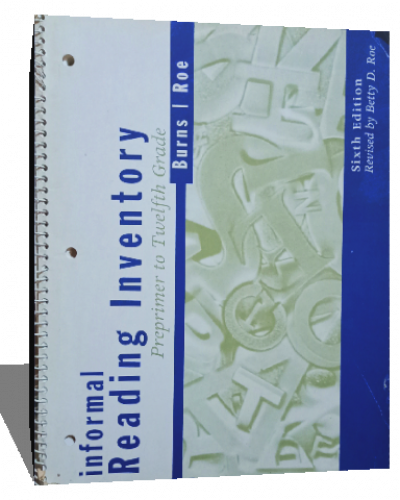 informal
Reading Inventory
Preprimer to Twelfth Grade
Burns | Roe
Sixth Edition
Revised by Betty D. Roe